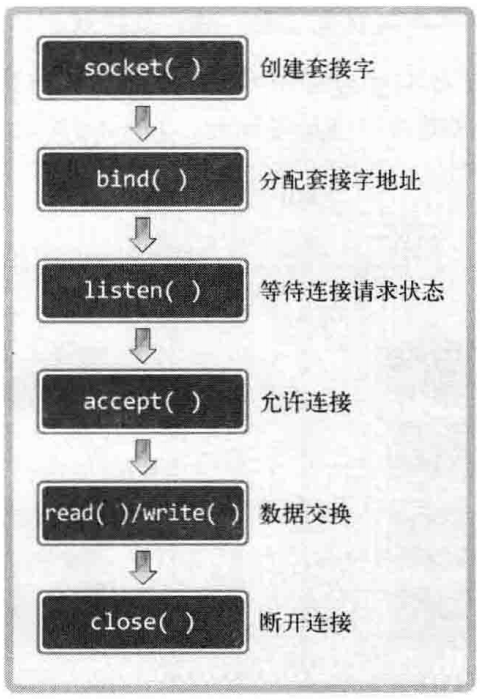 socket( ) 创建套接字
bind( ) 分配套接字地址
listen( ) 等待连接请求状态
accept( ) 允许连接
read( )/write( ) 数据交换
close( ) 断开连接